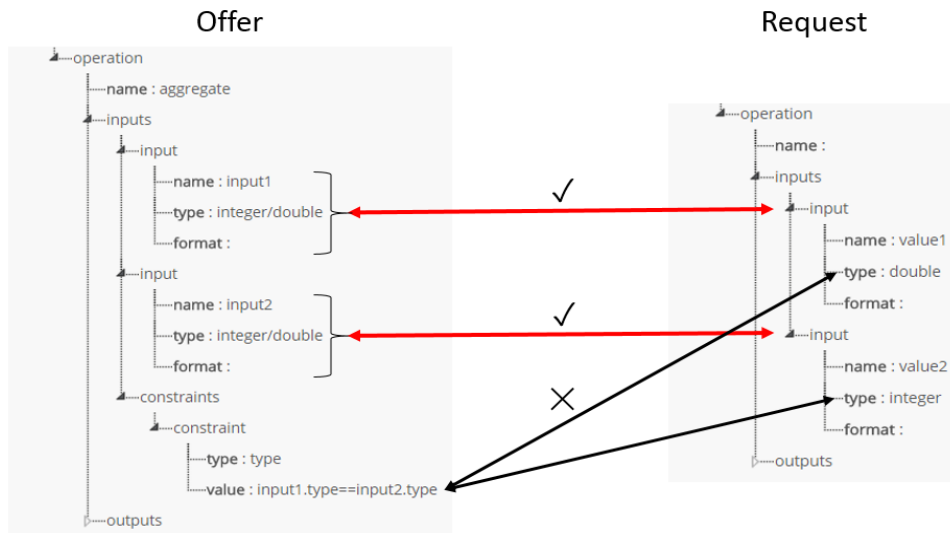 Offer
operation
name : aggregate
inputs
input
name : input1
type : integer/double
format :
input
name : input2
type : integer/double
format :
constraints
constraint
type : type
value : input1.type==input2.type
outputs
Request
operation
name :
inputs
input
name : value1
type : double
format :
input
name : value2
type : integer
format :
outputs